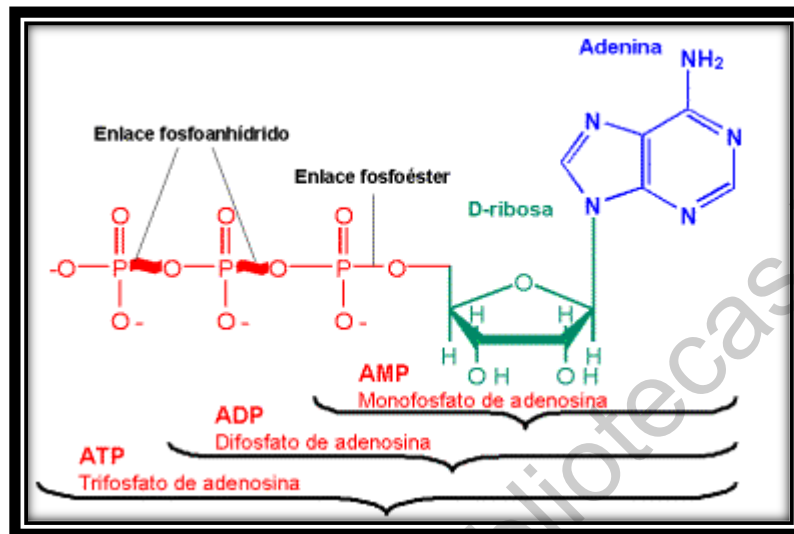 Adenina
NH₂
Enlace fosfoanhídrido
Enlace fosfoéster
D-ribosa
N
N
N
N
O
O
O
-O
P
O
P
O
P
O
O-
O-
O-
O
H
H
H
H
OH
OH
AMP
Monofosfato de adenosina
ADP
Difosfato de adenosina
ATP
Trifosfato de adenosina
bliotecas